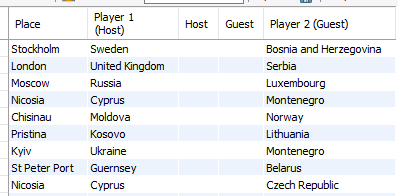 Place Player 1 (Host) Host Guest Player 2 (Guest)
Stockholm Sweden Bosnia and Herzegovina
London United Kingdom Serbia
Moscow Russia Luxembourg
Nicosia Cyprus Montenegro
Chisinau Moldova Norway
Pristina Kosovo Lithuania
Kyiv Ukraine Montenegro
St Peter Port Guernsey Belarus
Nicosia Cyprus Czech Republic